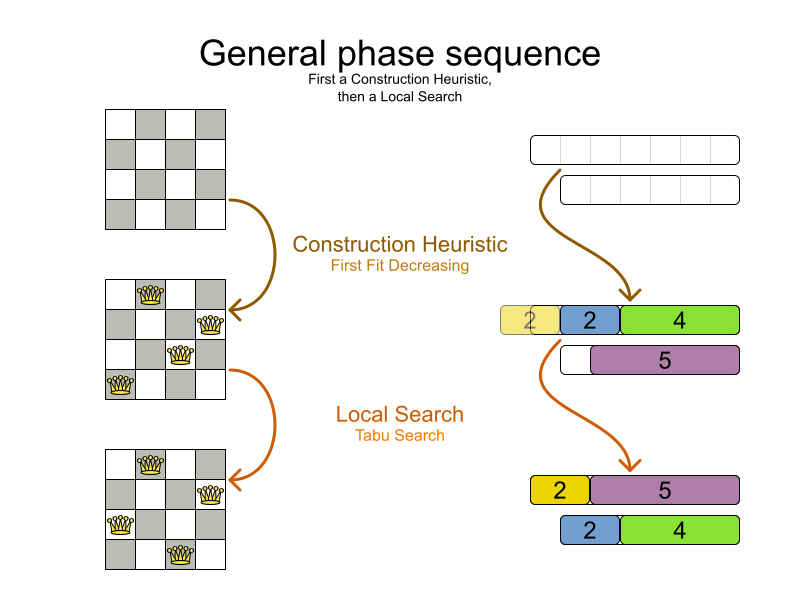 General phase sequence
First a Construction Heuristic,
then a Local Search
Construction Heuristic
First Fit Decreasing
2 2 4
5
Local Search
Tabu Search
2 5
2 4